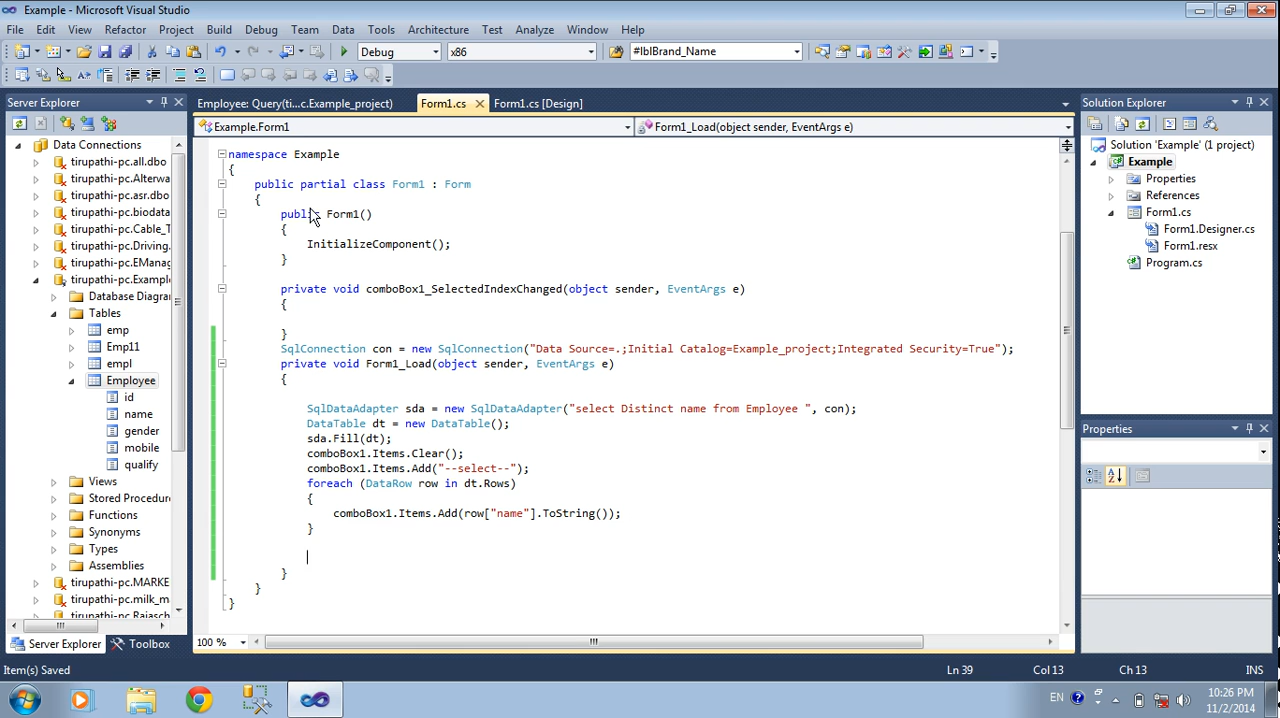 Example - Microsoft Visual Studio
File Edit View Refactor Project Build Debug Team Data Tools Architecture Test Analyze Window Help
Debug x86 #lblBrand_Name
Server Explorer
Data Connections
tirupathi-pc.all.dbo
tirupathi-pc.Alterwa
tirupathi-pc.asr.dbo
tirupathi-pc.biodata
tirupathi-pc.Cable_T
tirupathi-pc.Driving.
tirupathi-pc.EManag
tirupathi-pc.Example
Database Diagra
Tables
emp
Emp11
empl
Employee
id
name
gender
mobile
qualify
Views
Stored Procedure
Functions
Synonyms
Types
Assemblies
tirupathi-pc.MARKE
tirupathi-pc.milk_m
tirupathi-pc.Rajasch
Server Explorer Toolbox
Employee: Query(ti...c.Example_project) Form1.cs Form1.cs [Design]
Example.Form1 Form1_Load(object sender, EventArgs e)
namespace Example
{
public partial class Form1 : Form
{
public Form1()
{
InitializeComponent();
}
private void comboBox1_SelectedIndexChanged(object sender, EventArgs e)
{
}
SqlConnection con = new SqlConnection("Data Source=.;Initial Catalog=Example_project;Integrated Security=True");
private void Form1_Load(object sender, EventArgs e)
{
SqlDataAdapter sda = new SqlDataAdapter("select Distinct name from Employee ", con);
DataTable dt = new DataTable();
sda.Fill(dt);
comboBox1.Items.Clear();
comboBox1.Items.Add("--select--");
foreach (DataRow row in dt.Rows)
{
comboBox1.Items.Add(row["name"].ToString());
}
}
}
}
100 %
Solution Explorer
Solution 'Example' (1 project)
Example
Properties
References
Form1.cs
Form1.Designer.cs
Form1.resx
Program.cs
Properties
Item(s) Saved Ln 39 Col 13 Ch 13 INS
EN 10:26 PM
11/2/2014